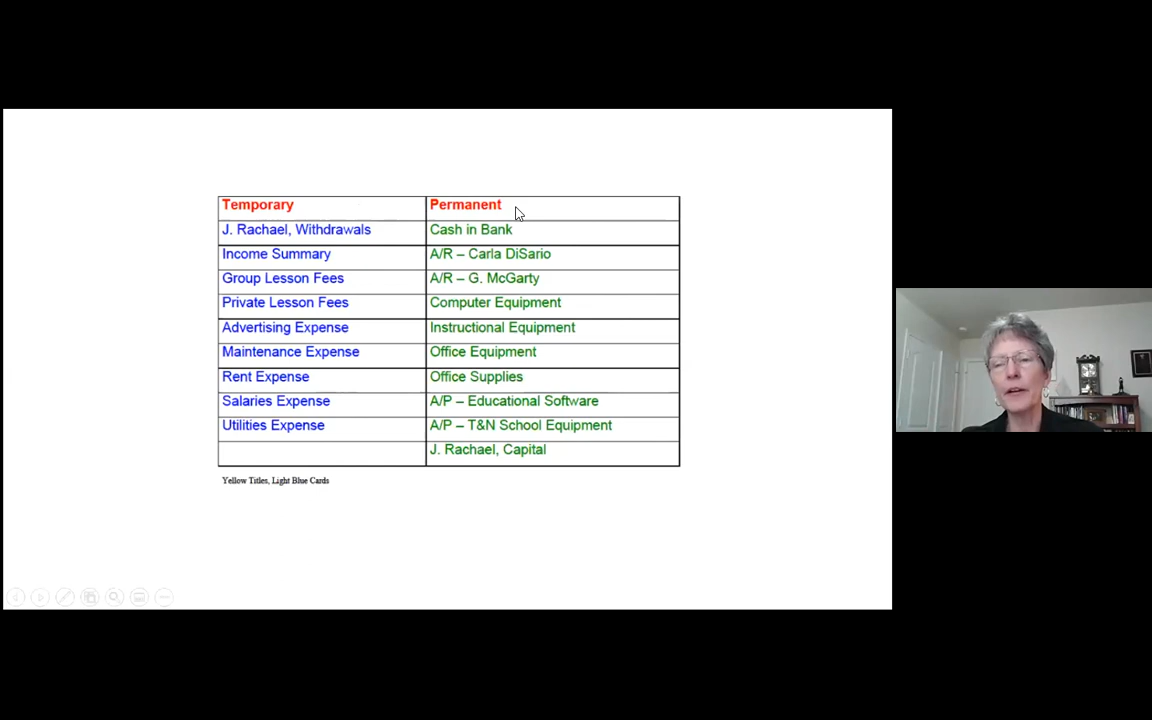 Temporary Permanent
J. Rachael, Withdrawals Cash in Bank
Income Summary A/R – Carla DiSario
Group Lesson Fees A/R – G. McGarty
Private Lesson Fees Computer Equipment
Advertising Expense Instructional Equipment
Maintenance Expense Office Equipment
Rent Expense Office Supplies
Salaries Expense A/P – Educational Software
Utilities Expense A/P – T&N School Equipment
J. Rachael, Capital
Yellow Titles, Light Blue Cards